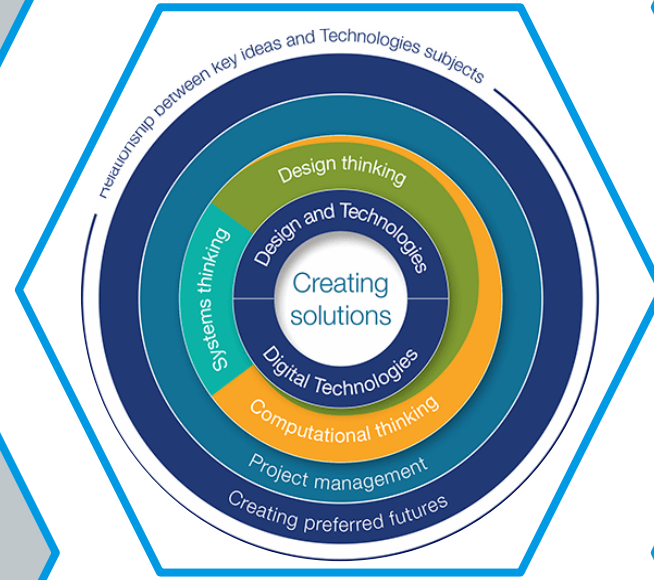 Relationship between key ideas and Technologies subjects
Design thinking
Design and Technologies
Systems thinking
Creating
solutions
Digital Technologies
Computational thinking
Project management
Creating preferred futures